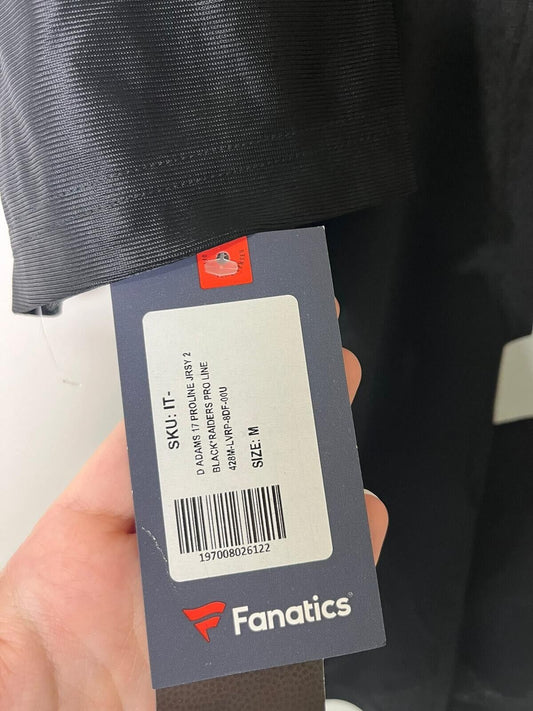 SKU: IT-
D ADAMS 17 PROLINE JRSY 2
BLACK*RAIDERS PRO LINE
428M-LVRP-8DF-00U
SIZE: M
197008026122
Fanatics